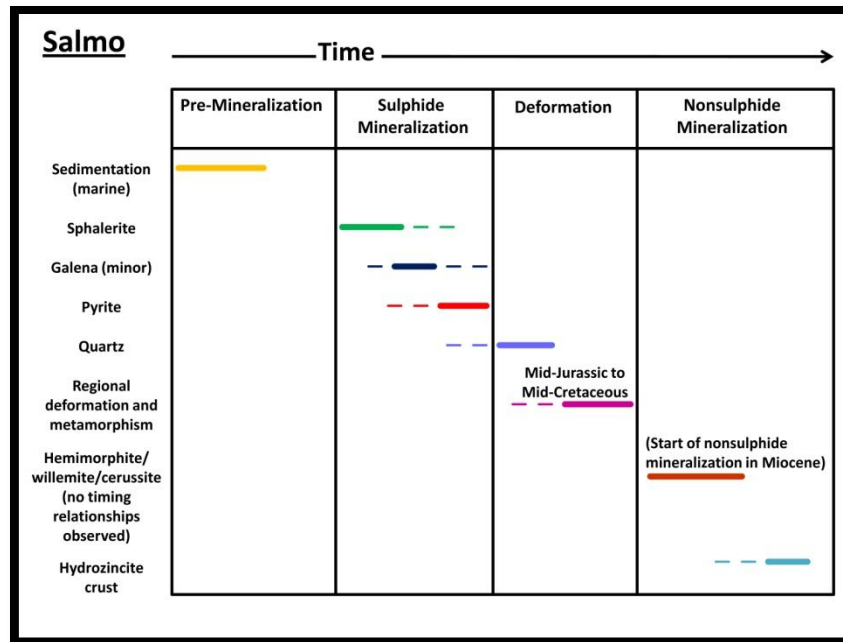 Salmo
Time
Pre-Mineralization
Sulphide
Mineralization
Deformation
Nonsulphide
Mineralization
Sedimentation
(marine)
Sphalerite
Galena (minor)
Pyrite
Quartz
Regional
deformation and
metamorphism
Mid-Jurassic to
Mid-Cretaceous
Hemimorphite/
willemite/cerussite
(no timing
relationships
observed)
(Start of nonsulphide
mineralization in Miocene)
Hydrozincite
crust